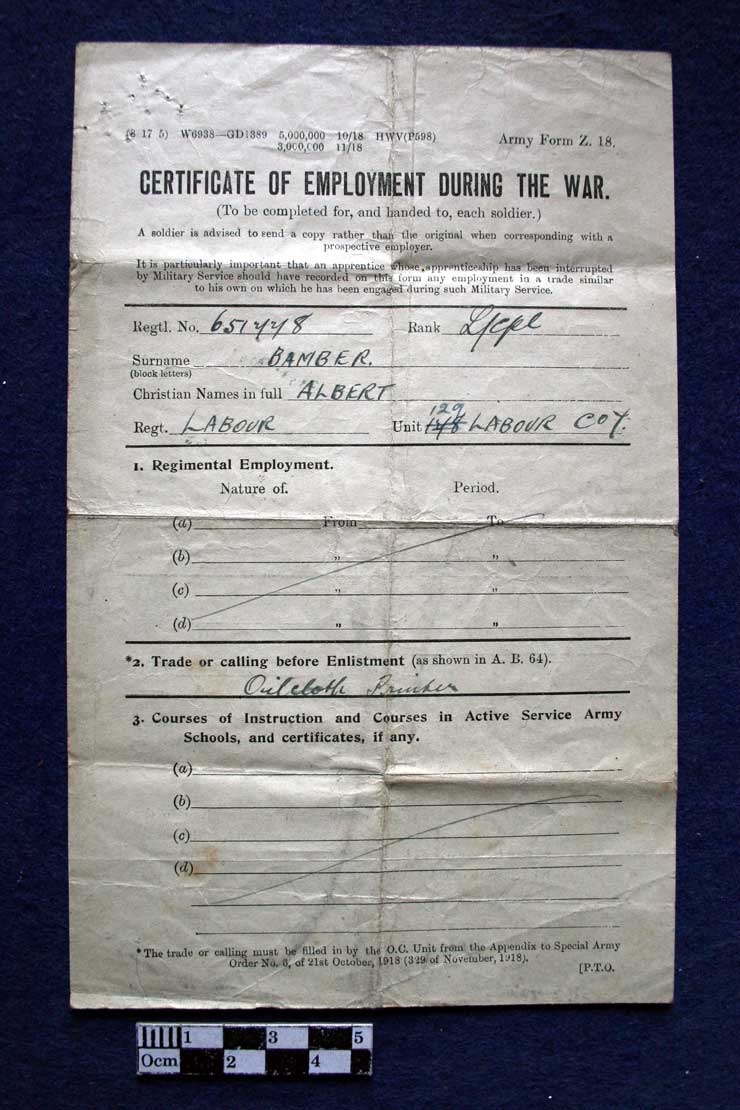 (6 17 5) W6938—GD1389 5,000,000 10/18 HWV(P598)
3,000,000 11/18
Army Form Z. 18.
CERTIFICATE OF EMPLOYMENT DURING THE WAR.
(To be completed for, and handed to, each soldier.)
A soldier is advised to send a copy rather than the original when corresponding with a
prospective employer.
It is particularly important that an apprentice whose apprenticeship has been interrupted
by Military Service should have recorded on this form any employment in a trade similar
to his own on which he has been engaged during such Military Service.
Regtl. No. 651448 Rank L/cpl
Surname BAMBER.
(block letters)
Christian Names in full ALBERT
129
Regt. LABOUR Unit 148 LABOUR COY.
1. Regimental Employment.
Nature of. Period.
(a) From To
(b) „ „
(c) „ „
(d) „ „
*2. Trade or calling before Enlistment (as shown in A. B. 64).
Oilcloth Printer
3. Courses of Instruction and Courses in Active Service Army
Schools, and certificates, if any.
(a)
(b)
(c)
(d)
*The trade or calling must be filled in by the O.C. Unit from the Appendix to Special Army
Order No. 5, of 21st October, 1918 (329 of November, 1918).
[P.T.O.
1 3 5
0cm 2 4